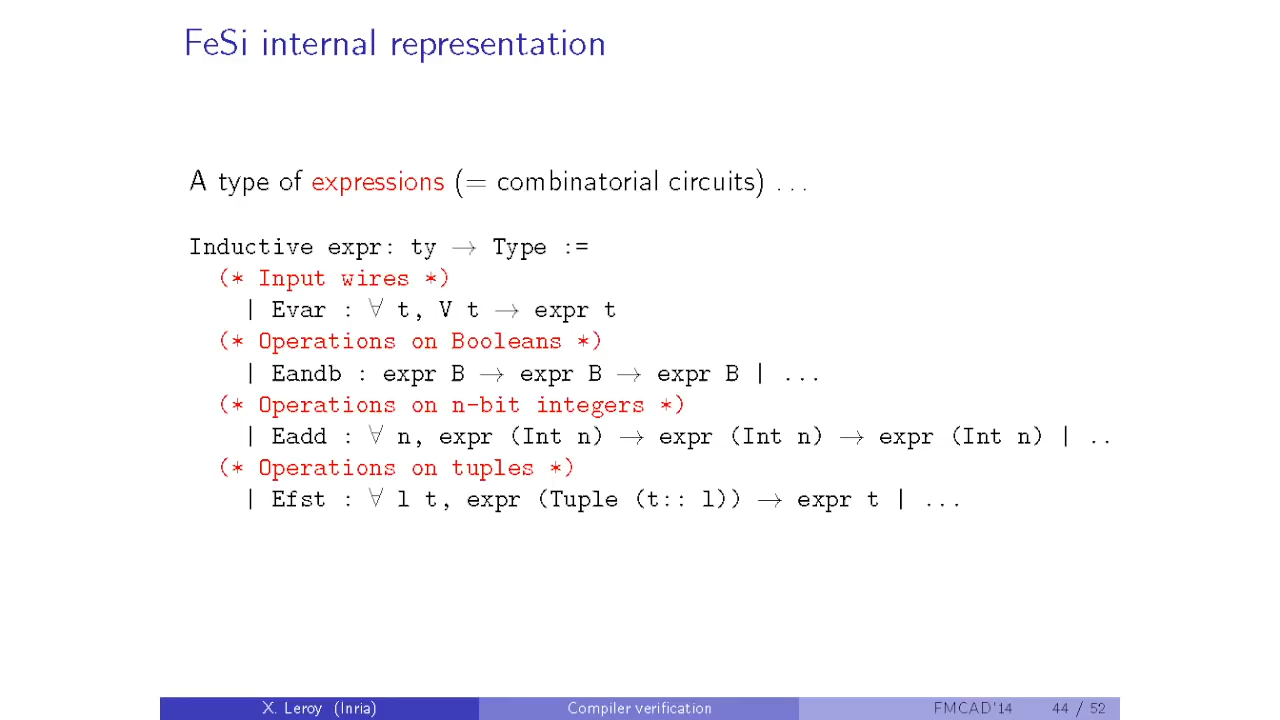 FeSi internal representation
A type of expressions (= combinatorial circuits) ...
Inductive expr: ty → Type :=
(* Input wires *)
| Evar : ∀ t, V t → expr t
(* Operations on Booleans *)
| Eandb : expr B → expr B → expr B | ...
(* Operations on n-bit integers *)
| Eadd : ∀ n, expr (Int n) → expr (Int n) → expr (Int n) | ..
(* Operations on tuples *)
| Efst : ∀ l t, expr (Tuple (t:: l)) → expr t | ...
X. Leroy (Inria) Compiler verification FMCAD'14 44 / 52